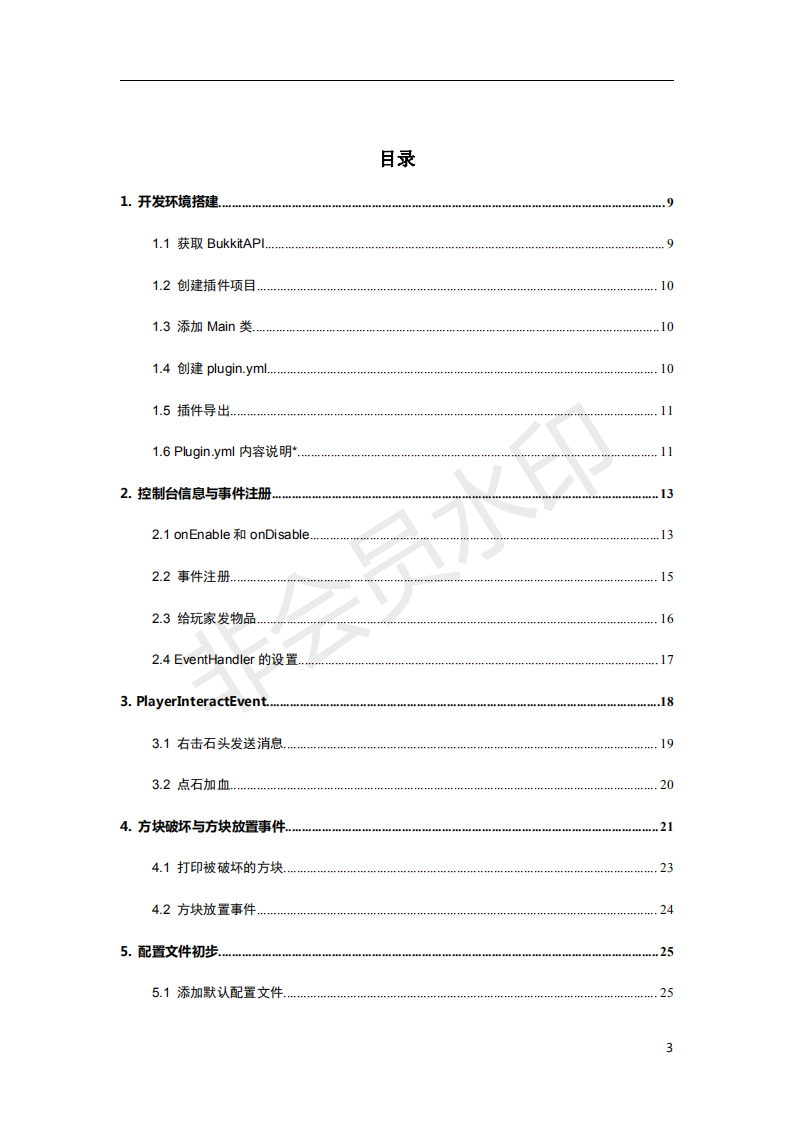 目录
1. 开发环境搭建........................................ 9
1.1 获取 BukkitAPI........................................ 9
1.2 创建插件项目........................................ 10
1.3 添加 Main 类........................................10
1.4 创建 plugin.yml........................................ 10
1.5 插件导出........................................ 11
1.6 Plugin.yml 内容说明*........................................ 11
2. 控制台信息与事件注册........................................ 13
2.1 onEnable 和 onDisable........................................13
2.2 事件注册........................................ 15
2.3 给玩家发物品........................................ 16
2.4 EventHandler 的设置........................................ 17
3. PlayerInteractEvent........................................18
3.1 右击石头发送消息........................................ 19
3.2 点石加血........................................ 20
4. 方块破坏与方块放置事件........................................ 21
4.1 打印被破坏的方块........................................ 23
4.2 方块放置事件........................................ 24
5. 配置文件初步........................................ 25
5.1 添加默认配置文件........................................ 25
3
非会员水印